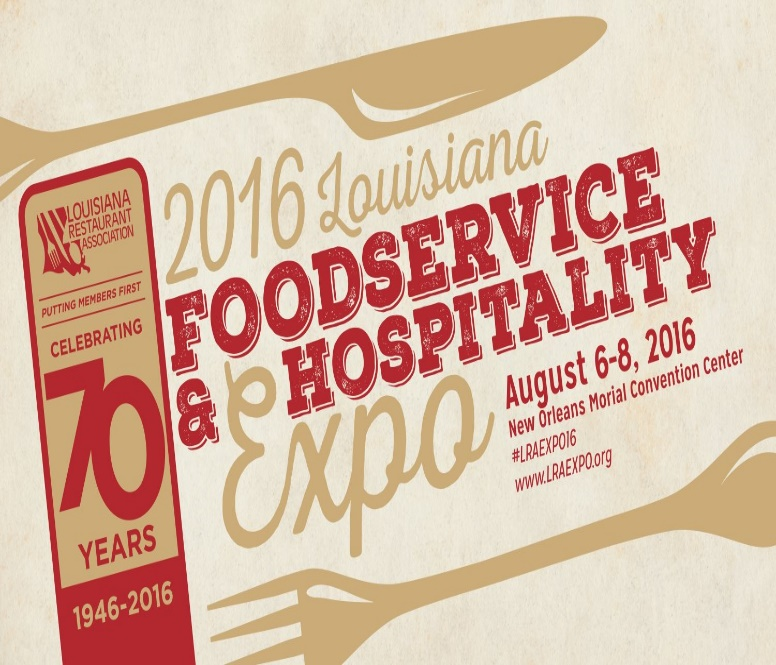 LOUISIANA
RESTAURANT
ASSOCIATION
PUTTING MEMBERS FIRST
CELEBRATING
70
YEARS
1946-2016
2016 Louisiana
FOODSERVICE
& HOSPITALITY
Expo
August 6-8, 2016
New Orleans Morial Convention Center
#LRAEXPO16
www.LRAEXPO.org